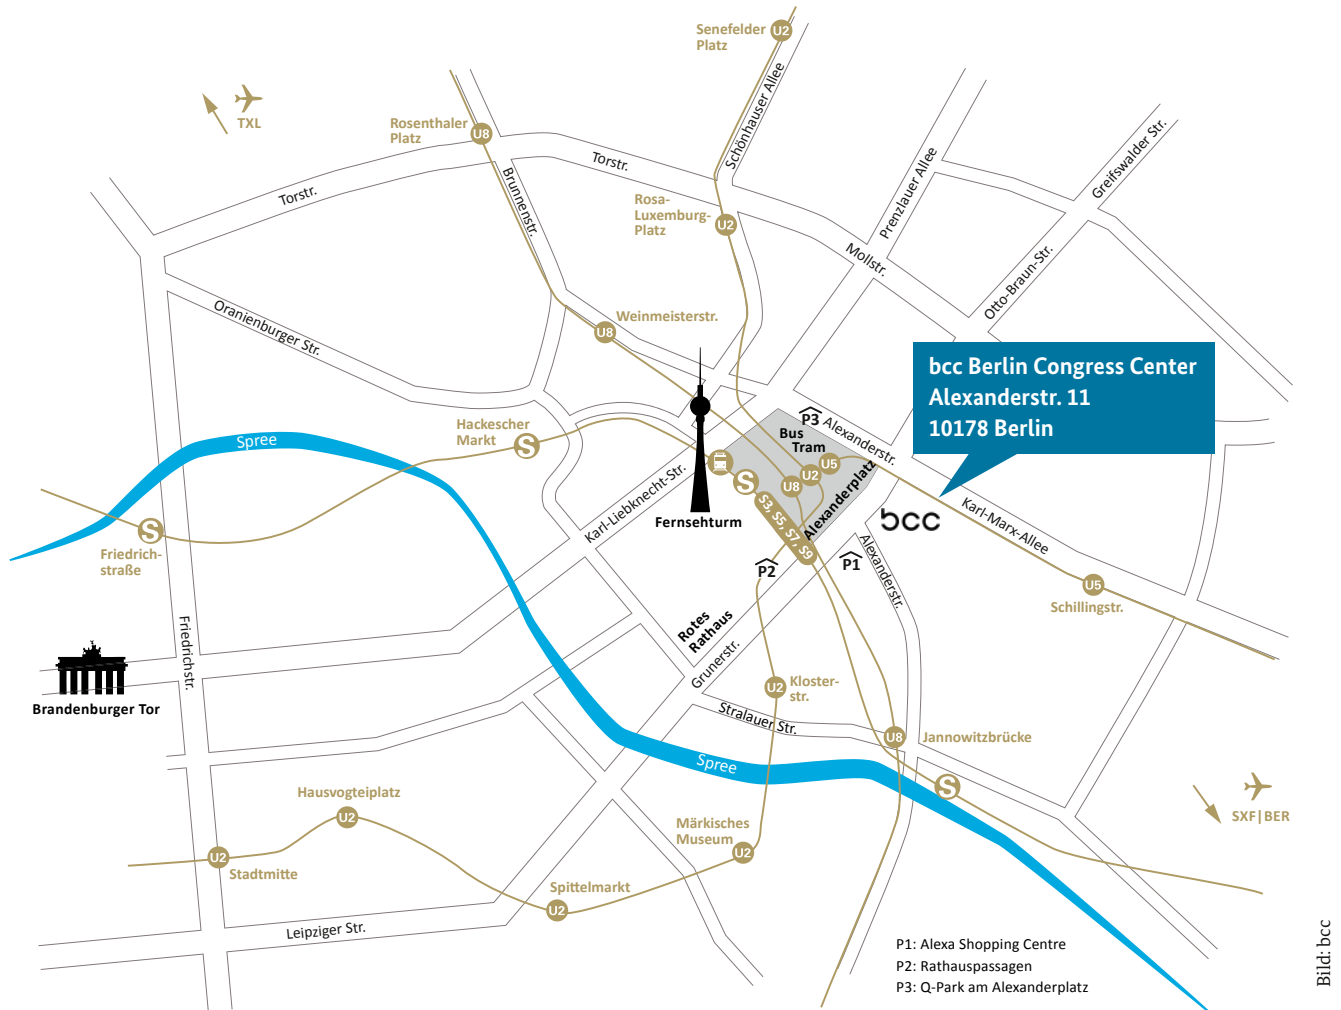 Senefelder
Platz
U2
Schönhauser Allee
TXL
Rosenthaler
Platz
U8
Torstr.
Torstr.
Brunnenstr.
Rosa-
Luxemburg-
Platz
U2
Prenzlauer Allee
Greifswalder Str.
Mollstr.
Otto-Braun-Str.
Oranienburger Str.
Weinmeisterstr.
U8
bcc Berlin Congress Center
Alexanderstr. 11
10178 Berlin
Hackescher
Markt
S
Spree
P3
Alexanderstr.
Bus
Tram
U5
U2
U8
S
S3, S5, S7, S9
Alexanderplatz
Karl-Liebknecht-Str.
Fernsehturm
bcc
Karl-Marx-Allee
S
Friedrich-
straße
P2
P1
Alexanderstr.
U5
Schillingstr.
Friedrichstr.
Rotes
Rathaus
Grunerstr.
Brandenburger Tor
U2
Kloster-
str.
Stralauer Str.
U8
Jannowitzbrücke
Spree
S
SXF|BER
Hausvogteiplatz
U2
Märkisches
Museum
U2
U2
Stadtmitte
Spittelmarkt
U2
Leipziger Str.
P1: Alexa Shopping Centre
P2: Rathauspassagen
P3: Q-Park am Alexanderplatz
Bild: bcc